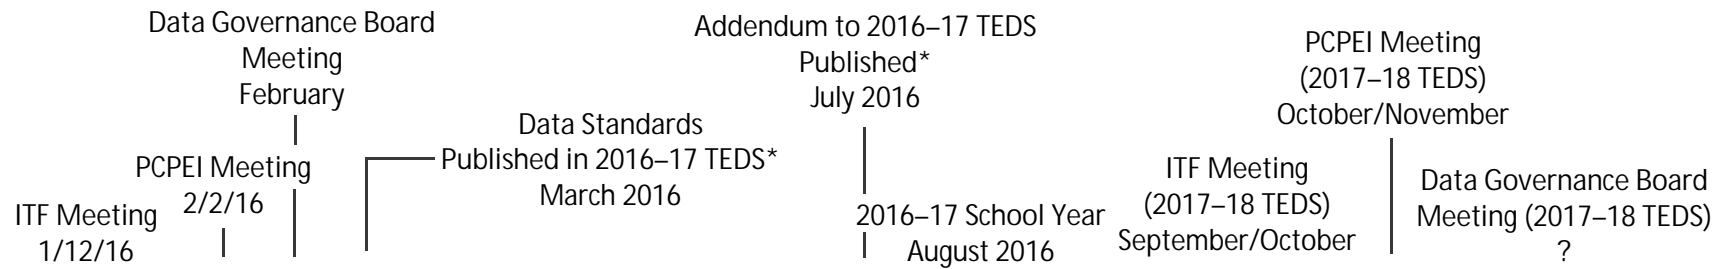 Data Governance Board
Meeting
February
PCPEI Meeting
2/2/16
ITF Meeting
1/12/16
Data Standards
Published in 2016–17 TEDS*
March 2016
Addendum to 2016–17 TEDS
Published*
July 2016
2016–17 School Year
August 2016
ITF Meeting
(2017–18 TEDS)
September/October
PCPEI Meeting
(2017–18 TEDS)
October/November
Data Governance Board
Meeting (2017–18 TEDS)
?